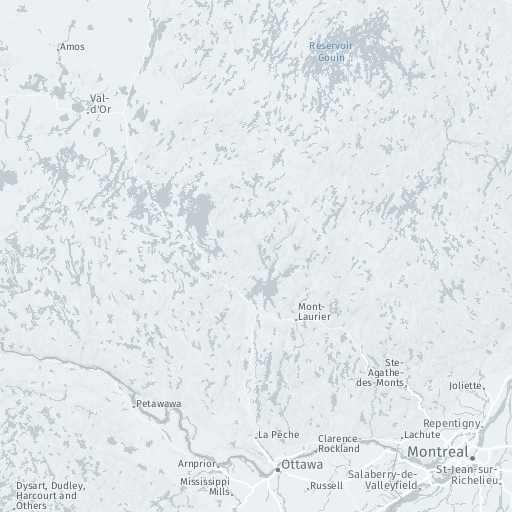 Amos
Réservoir
Gouin
Val-
d'Or
Mont-
Laurier
Ste-
Agathe-
des-Monts
Joliette
Petawawa
Repentigny
La Pêche
Clarence-
Rockland
Lachute
Montreal
Arnprior
Ottawa
St-Jean-sur-
Richelieu
Salaberry-de-
Valleyfield
Mississippi
Mills
Russell
Dysart, Dudley,
Harcourt and
Others